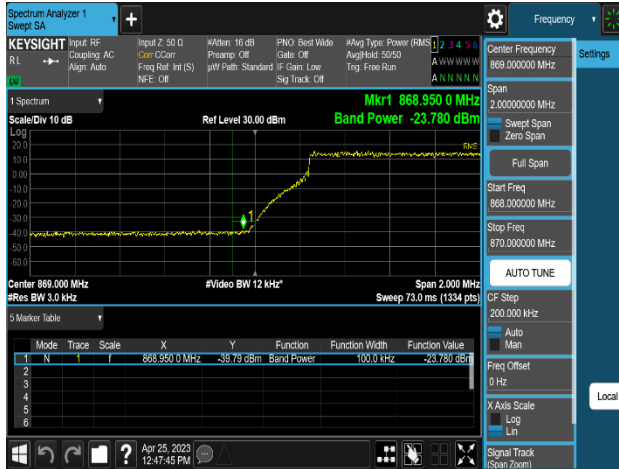 Spectrum Analyzer 1
Swept SA
+
Frequency
KEYSIGHT
RL
Input: RF
Coupling: AC
Align: Auto
Input Z: 50 Ω
Corr CCorr
Freq Ref: Int (S)
NFE: Off
#Atten: 16 dB
Preamp: Off
µW Path: Standard
PNO: Best Wide
Gate: Off
IF Gain: Low
Sig Track: Off
#Avg Type: Power (RMS
Avg|Hold: 50/50
Trig: Free Run
1 2 3 4 5 6
A W W W W W
A N N N N N
1 Spectrum
Scale/Div 10 dB
Ref Level 30.00 dBm
Mkr1 868.950 0 MHz
Band Power -23.780 dBm
Log
20.0
10.0
0.00
-10.0
-20.0
-30.0
-40.0
-50.0
-60.0
RMS
1
Center 869.000 MHz
#Video BW 12 kHz*
Span 2.000 MHz
#Res BW 3.0 kHz
Sweep 73.0 ms (1334 pts)
5 Marker Table
Mode Trace Scale X Y Function Function Width Function Value
1 N 1 f 868.950 0 MHz -39.79 dBm Band Power 100.0 kHz -23.780 dBm
2
3
4
5
6
?
Apr 25, 2023
12:47:45 PM
Center Frequency
869.000000 MHz
Span
2.00000000 MHz
Swept Span
Zero Span
Full Span
Start Freq
868.000000 MHz
Stop Freq
870.000000 MHz
AUTO TUNE
CF Step
200.000 kHz
Auto
Man
Freq Offset
0 Hz
X Axis Scale
Log
Lin
Signal Track
(Span Zoom)
Settings
Local